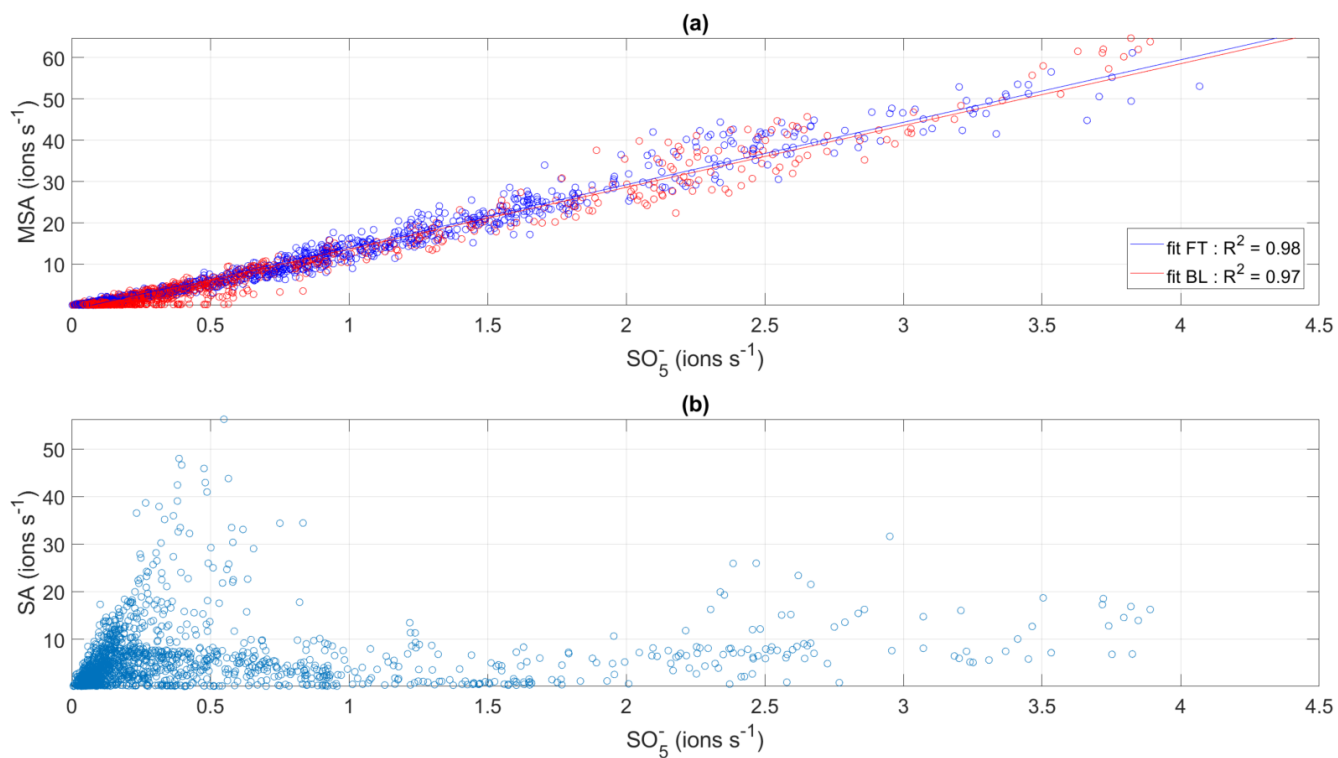 (a)
MSA (ions s⁻¹)
60
50
40
30
20
10
0 0.5 1 1.5 2 2.5 3 3.5 4 4.5
SO₅⁻ (ions s⁻¹)
fit FT : R² = 0.98
fit BL : R² = 0.97
(b)
SA (ions s⁻¹)
50
40
30
20
10
0 0.5 1 1.5 2 2.5 3 3.5 4 4.5
SO₅⁻ (ions s⁻¹)